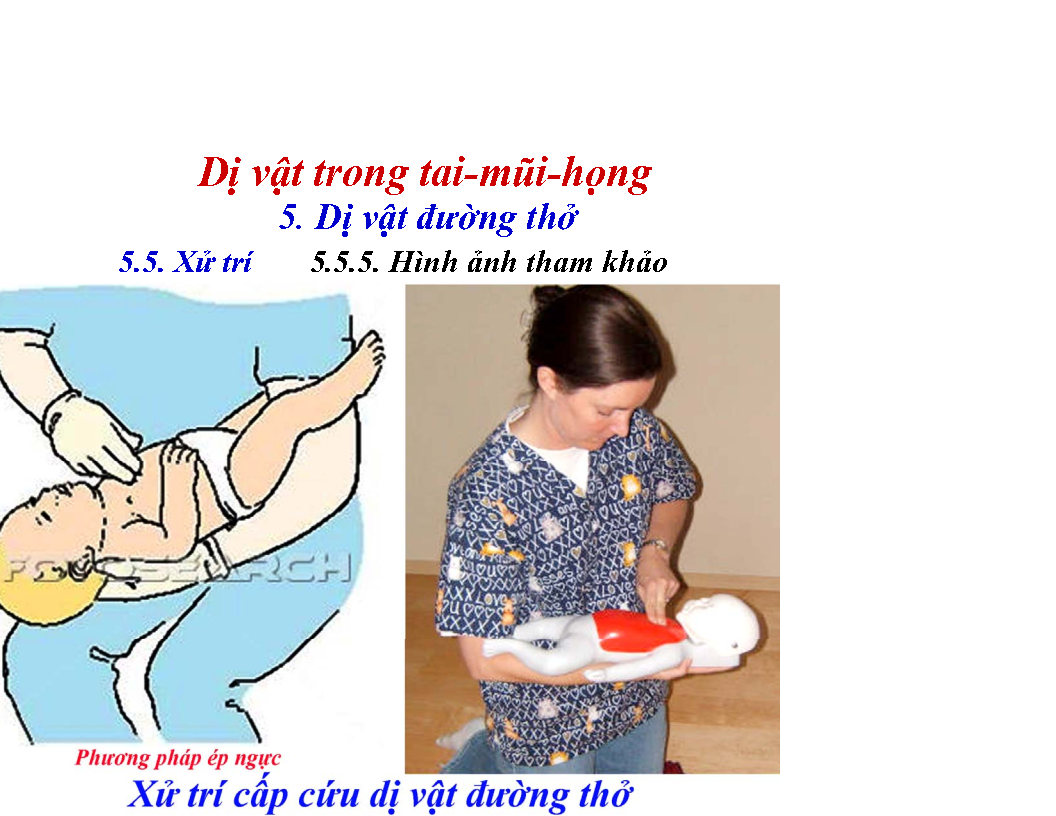 Dị vật trong tai-mũi-họng
5. Dị vật đường thở
5.5. Xử trí 5.5.5. Hình ảnh tham khảo
FOTOSEARCH
Phương pháp ép ngực
Xử trí cấp cứu dị vật đường thở